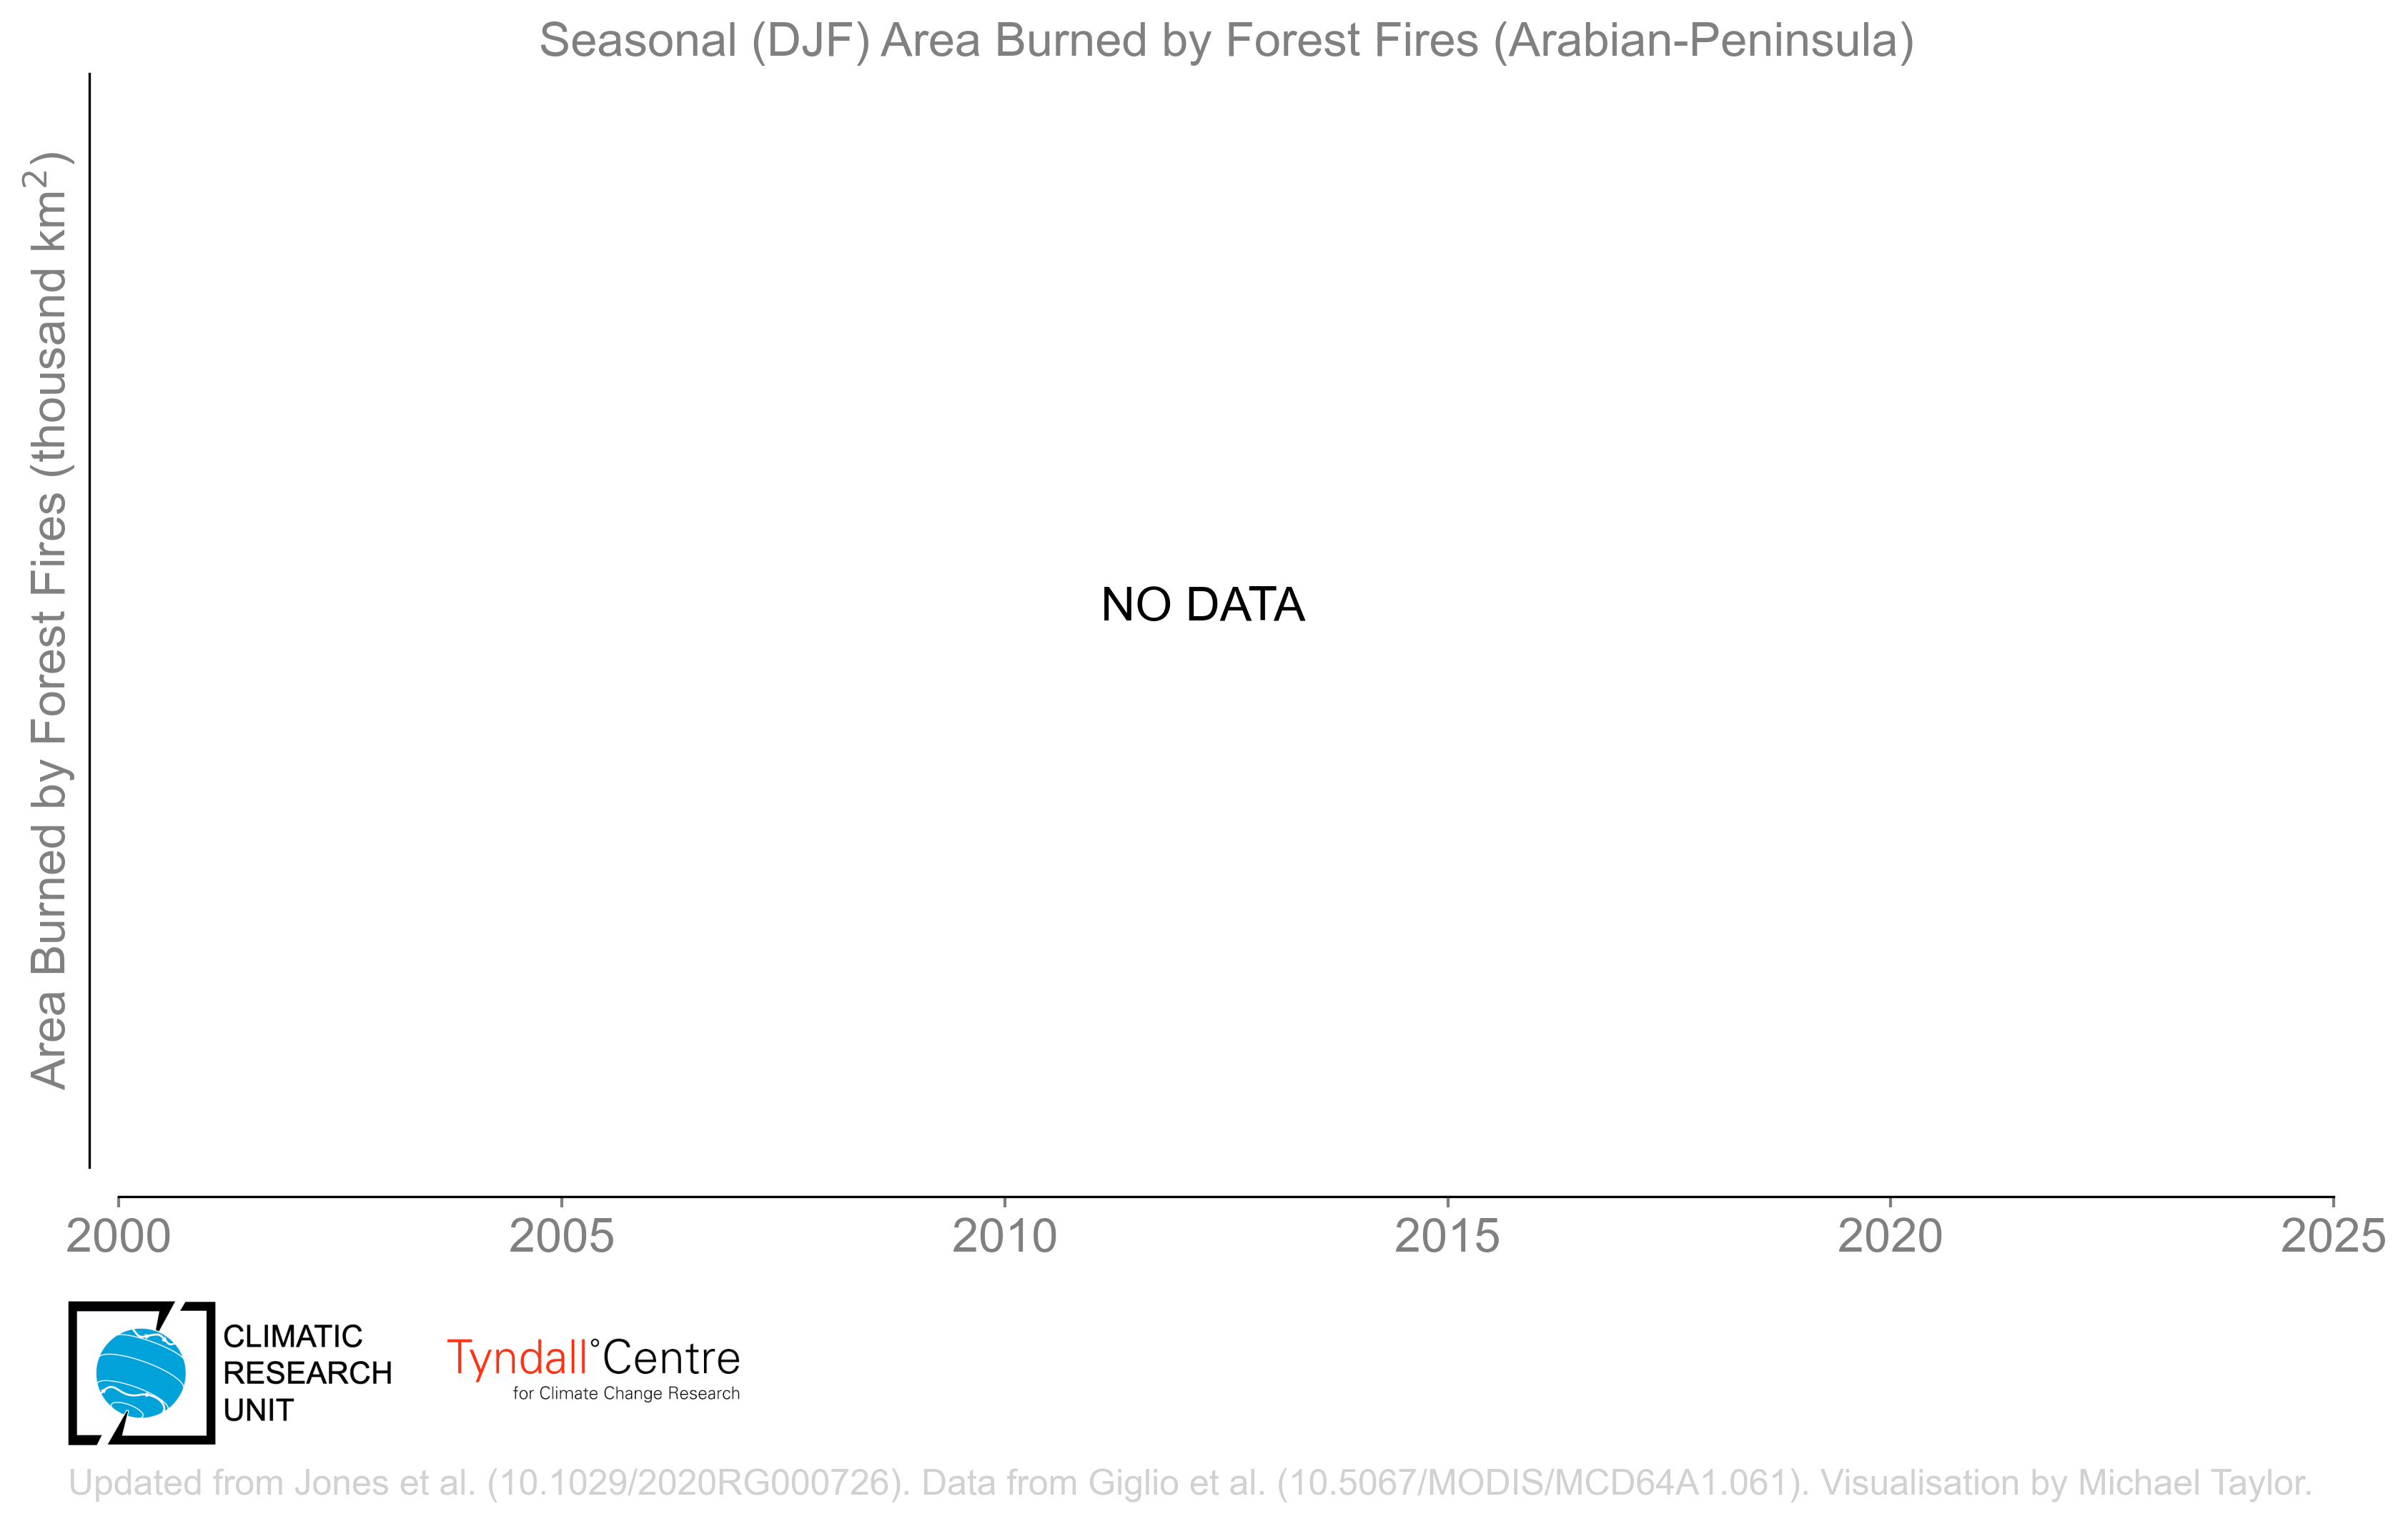 Seasonal (DJF) Area Burned by Forest Fires (Arabian-Peninsula)
Area Burned by Forest Fires (thousand km²)
NO DATA
2000 2005 2010 2015 2020 2025
CLIMATIC
RESEARCH
UNIT
Tyndall°Centre
for Climate Change Research
Updated from Jones et al. (10.1029/2020RG000726). Data from Giglio et al. (10.5067/MODIS/MCD64A1.061). Visualisation by Michael Taylor.